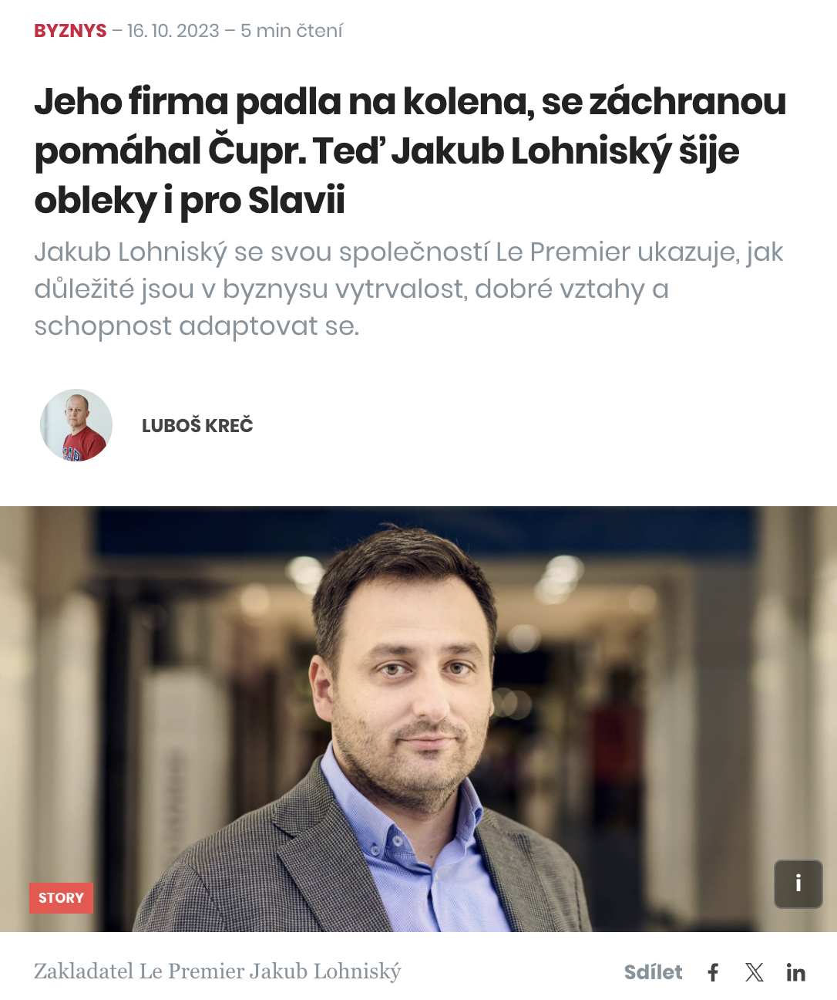 BYZNYS – 16. 10. 2023 – 5 min čtení
Jeho firma padla na kolena, se záchranou
pomáhal Čupr. Teď Jakub Lohniský šije
obleky i pro Slavii
Jakub Lohniský se svou společností Le Premier ukazuje, jak
důležité jsou v byznysu vytrvalost, dobré vztahy a
schopnost adaptovat se.
LUBOŠ KREČ
i
STORY
Zakladatel Le Premier Jakub Lohniský
Sdílet